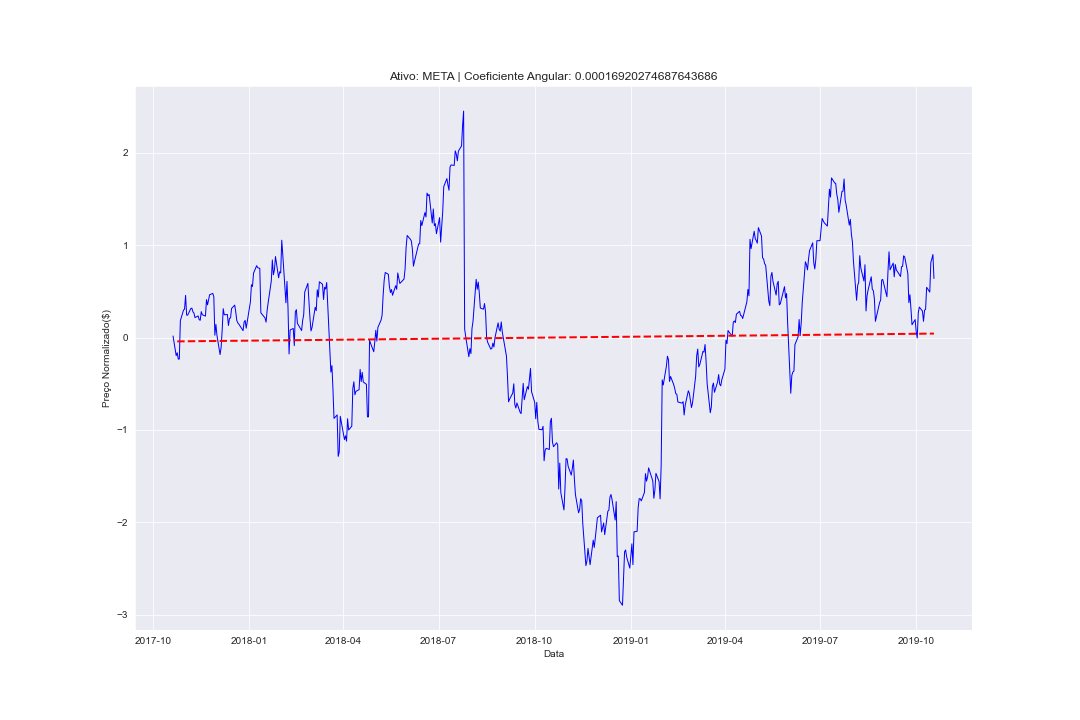 Ativo: META | Coeficiente Angular: 0.00016920274687643686
Preço Normalizado($)
2
1
0
−1
−2
−3
2017-10 2018-01 2018-04 2018-07 2018-10 2019-01 2019-04 2019-07 2019-10
Data